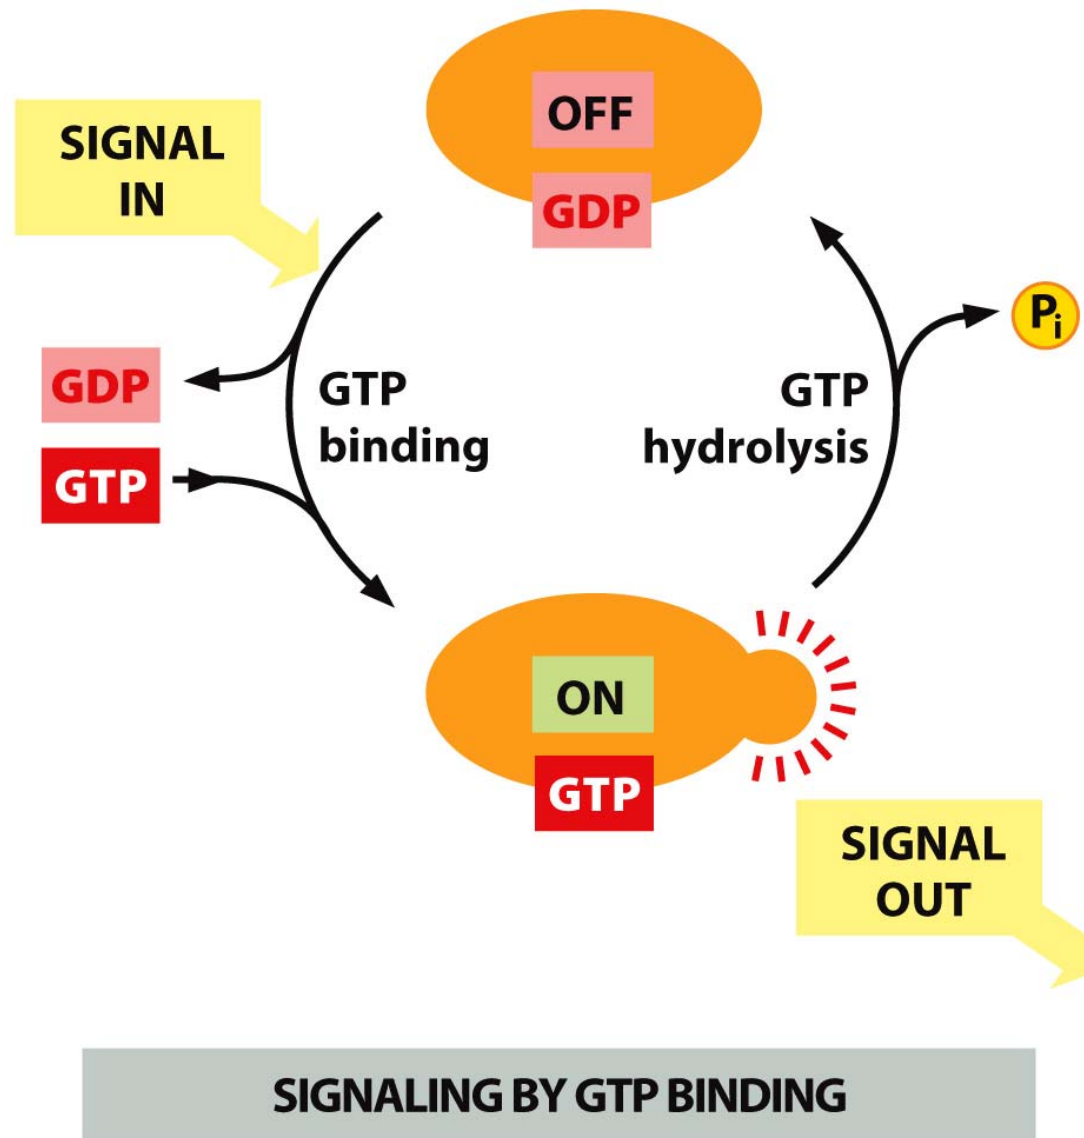 OFF
GDP
SIGNAL
IN
GDP
GTP
GTP
binding
GTP
hydrolysis
Pi
ON
GTP
SIGNAL
OUT
SIGNALING BY GTP BINDING